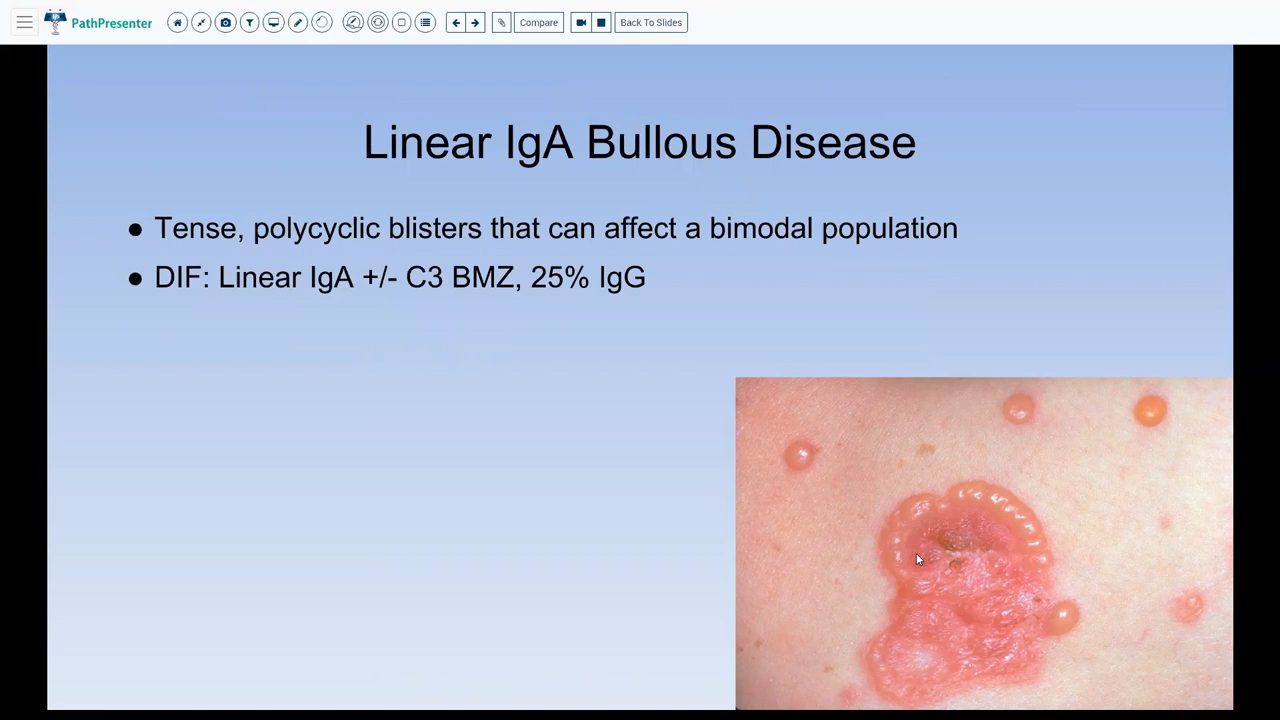 PathPresenter
Compare
Back To Slides
Linear IgA Bullous Disease
● Tense, polycyclic blisters that can affect a bimodal population
● DIF: Linear IgA +/- C3 BMZ, 25% IgG